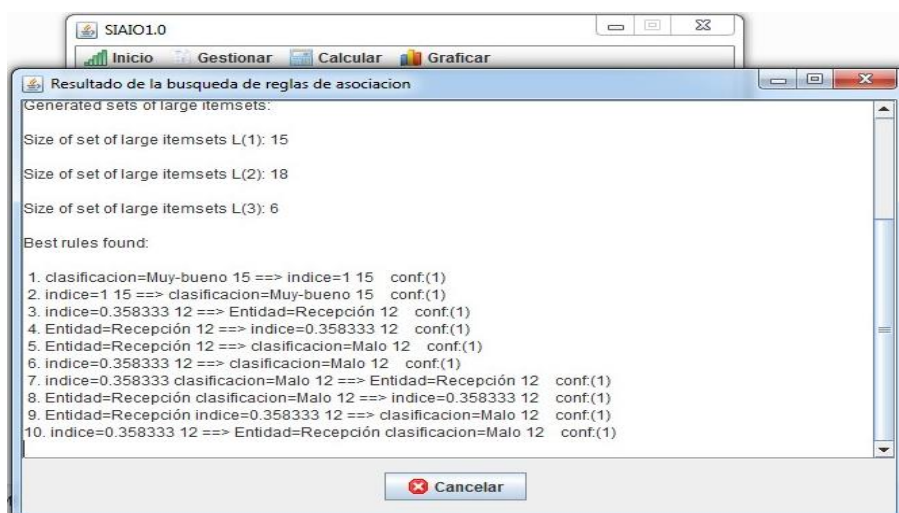 SIAIO1.0
Inicio Gestionar Calcular Graficar
Resultado de la busqueda de reglas de asociacion
Generated sets of large itemsets:
Size of set of large itemsets L(1): 15
Size of set of large itemsets L(2): 18
Size of set of large itemsets L(3): 6
Best rules found:
1. clasificacion=Muy-bueno 15 ==> indice=1 15 conf:(1)
2. indice=1 15 ==> clasificacion=Muy-bueno 15 conf:(1)
3. indice=0.358333 12 ==> Entidad=Recepción 12 conf:(1)
4. Entidad=Recepción 12 ==> indice=0.358333 12 conf:(1)
5. Entidad=Recepción 12 ==> clasificacion=Malo 12 conf:(1)
6. indice=0.358333 12 ==> clasificacion=Malo 12 conf:(1)
7. indice=0.358333 clasificacion=Malo 12 ==> Entidad=Recepción 12 conf:(1)
8. Entidad=Recepción clasificacion=Malo 12 ==> indice=0.358333 12 conf:(1)
9. Entidad=Recepción indice=0.358333 12 ==> clasificacion=Malo 12 conf:(1)
10. indice=0.358333 12 ==> Entidad=Recepción clasificacion=Malo 12 conf:(1)
Cancelar